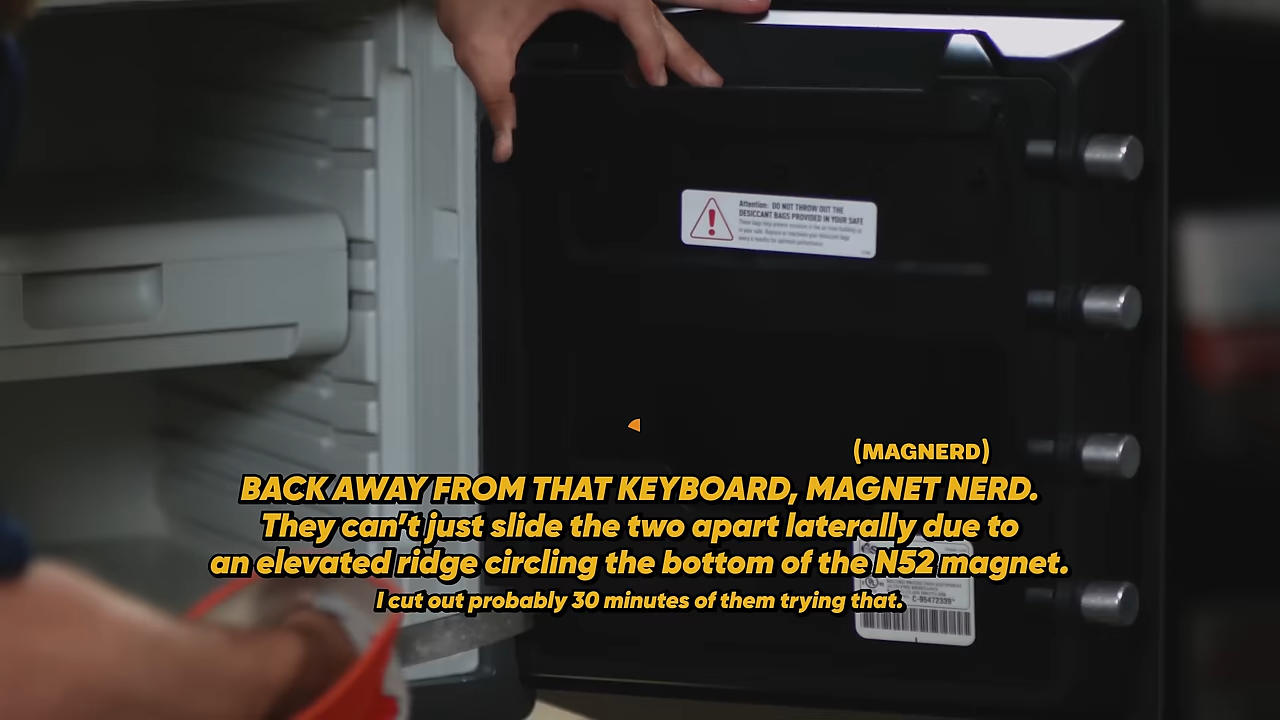 Attention: DO NOT THROW OUT THE
DESICCANT BAGS PROVIDED IN YOUR SAFE
(MAGNERD)
BACK AWAY FROM THAT KEYBOARD, MAGNET NERD.
They can't just slide the two apart laterally due to
an elevated ridge circling the bottom of the N52 magnet.
I cut out probably 30 minutes of them trying that.